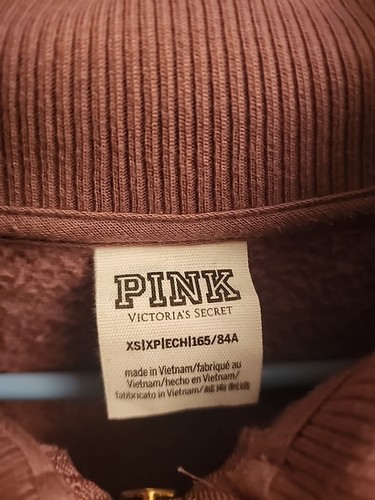 PINK
VICTORIA'S SECRET
XS|XP|ECH|165/84A
made in Vietnam/fabriqué au
Vietnam/hecho en Vietnam/
fabbricato in Vietnam/